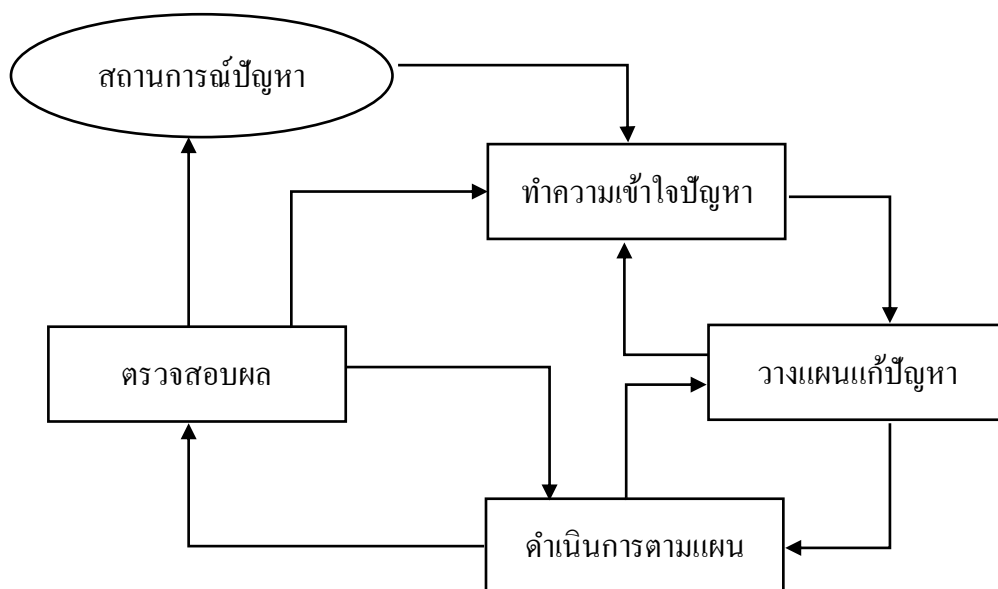 สถานการณ์ปัญหา
ทำความเข้าใจปัญหา
ตรวจสอบผล
วางแผนแก้ปัญหา
ดำเนินการตามแผน